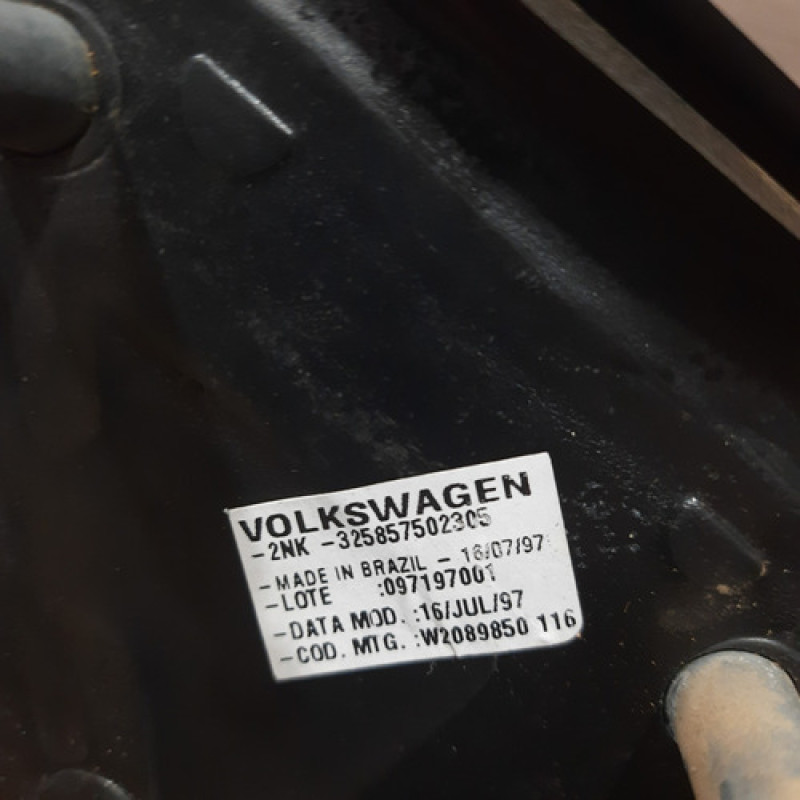 VOLKSWAGEN
-2NK -325857502305
-MADE IN BRAZIL - 16/07/97
-LOTE :097197001
-DATA MOD. :16/JUL/97
-COD. MTG. :W2089850 116